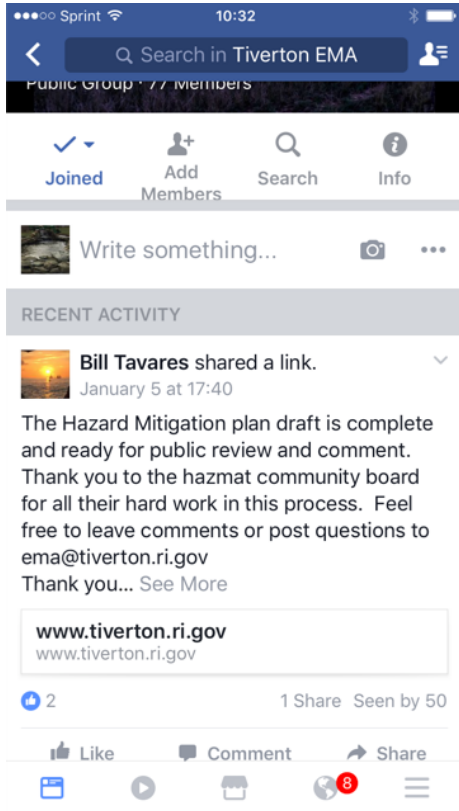 Sprint 10:32
Search in Tiverton EMA
Public Group · 77 Members
Joined
Add
Members
Search
Info
Write something...
RECENT ACTIVITY
Bill Tavares shared a link.
January 5 at 17:40
The Hazard Mitigation plan draft is complete
and ready for public review and comment.
Thank you to the hazmat community board
for all their hard work in this process.  Feel
free to leave comments or post questions to
ema@tiverton.ri.gov
Thank you... See More
www.tiverton.ri.gov
www.tiverton.ri.gov
2 1 Share Seen by 50
Like Comment Share
8